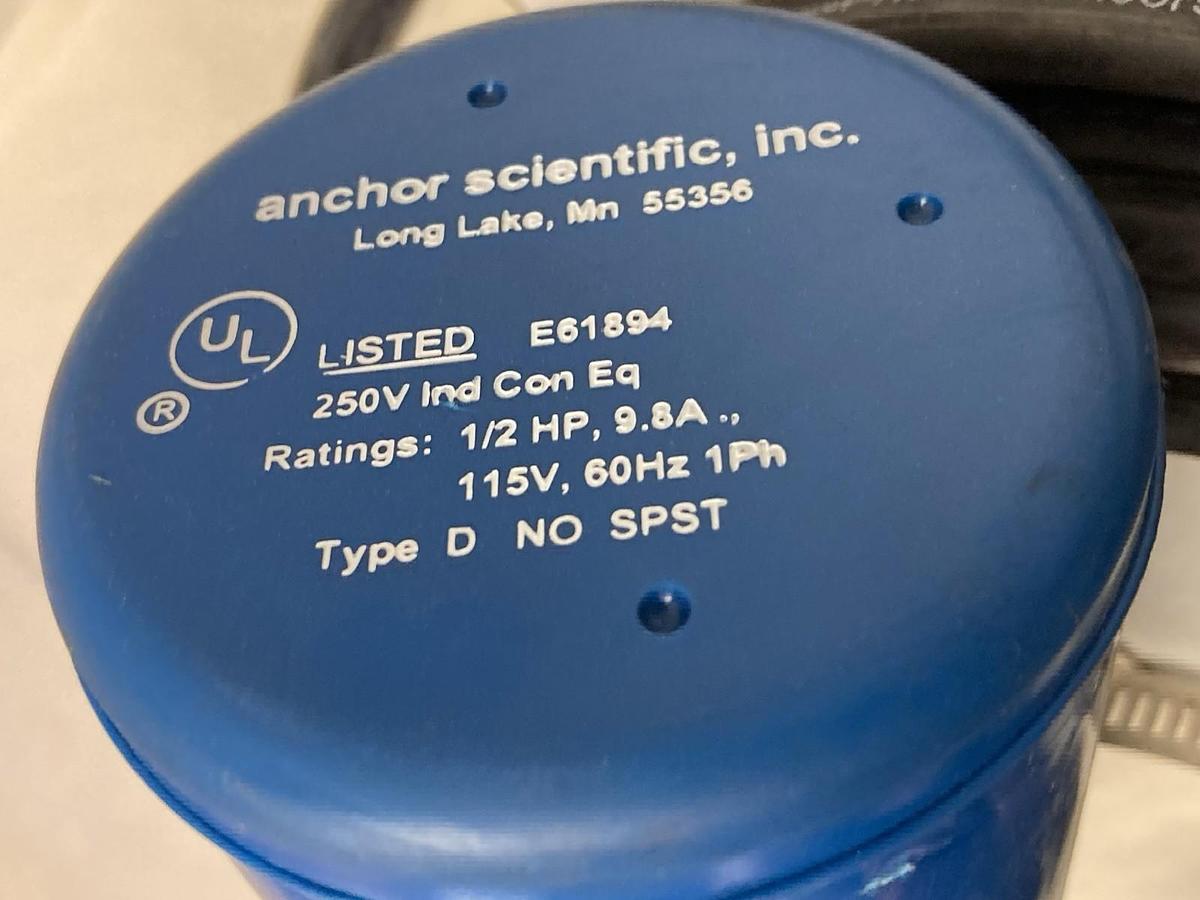 anchor scientific, inc.
Long Lake, Mn 55356
UL LISTED E61894
® 250V Ind Con Eq
Ratings: 1/2 HP, 9.8A .,,
115V, 60Hz 1Ph
Type D NO SPST